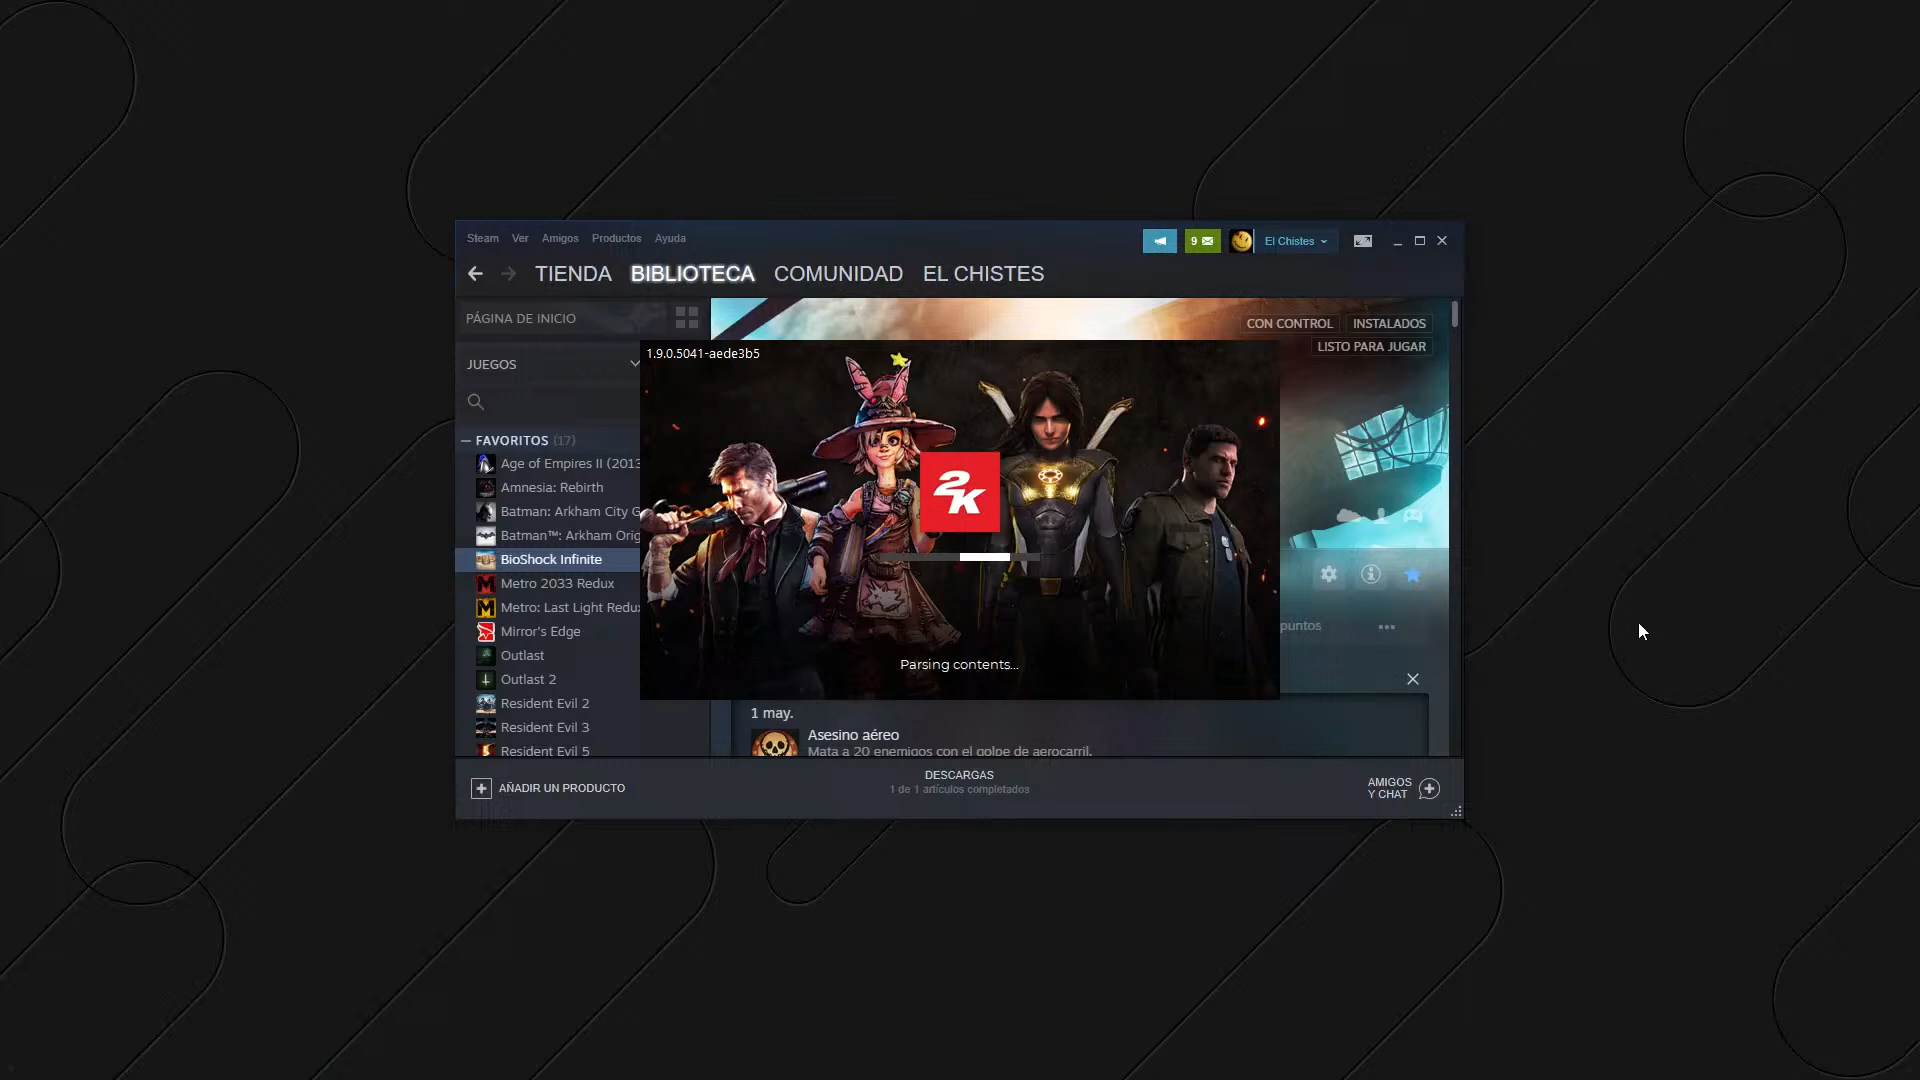 Steam Ver Amigos Productos Ayuda
9 El Chistes
TIENDA BIBLIOTECA COMUNIDAD EL CHISTES
PÁGINA DE INICIO
CON CONTROL INSTALADOS
LISTO PARA JUGAR
JUEGOS
1.9.0.5041-aede3b5
FAVORITOS (17)
Age of Empires II (2013
Amnesia: Rebirth
Batman: Arkham City G
Batman™: Arkham Orig
BioShock Infinite
Metro 2033 Redux
Metro: Last Light Redux
Mirror's Edge
Outlast
Outlast 2
Resident Evil 2
Resident Evil 3
Resident Evil 5
2K
Parsing contents...
puntos
1 may.
Asesino aéreo
Mata a 20 enemigos con el golpe de aerocarril.
AÑADIR UN PRODUCTO
DESCARGAS
1 de 1 artículos completados
AMIGOS
Y CHAT